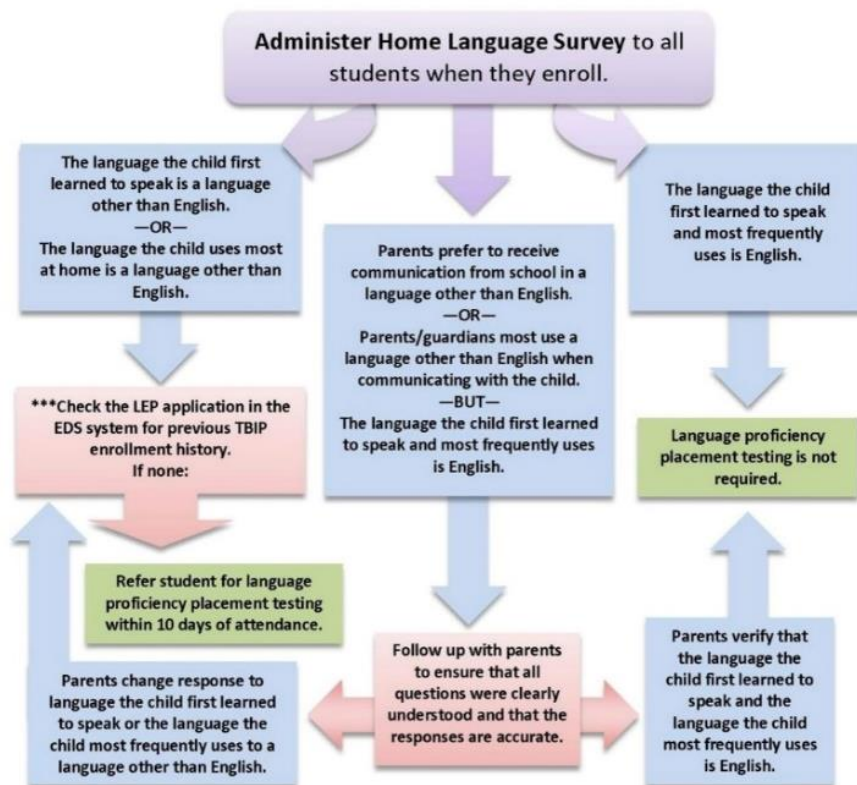 Administer Home Language Survey to all
students when they enroll.
The language the child first
learned to speak is a language
other than English.
—OR—
The language the child uses most
at home is a language other than
English.
Parents prefer to receive
communication from school in a
language other than English.
—OR—
Parents/guardians most use a
language other than English when
communicating with the child.
—BUT—
The language the child first learned
to speak and most frequently uses
is English.
The language the child
first learned to speak
and most frequently
uses is English.
***Check the LEP application in the
EDS system for previous TBIP
enrollment history.
If none:
Language proficiency
placement testing is not
required.
Refer student for language
proficiency placement testing
within 10 days of attendance.
Parents change response to
language the child first learned
to speak or the language the
child most frequently uses to a
language other than English.
Follow up with parents
to ensure that all
questions were clearly
understood and that the
responses are accurate.
Parents verify that
the language the
child first learned to
speak and the
language the child
most frequently uses
is English.